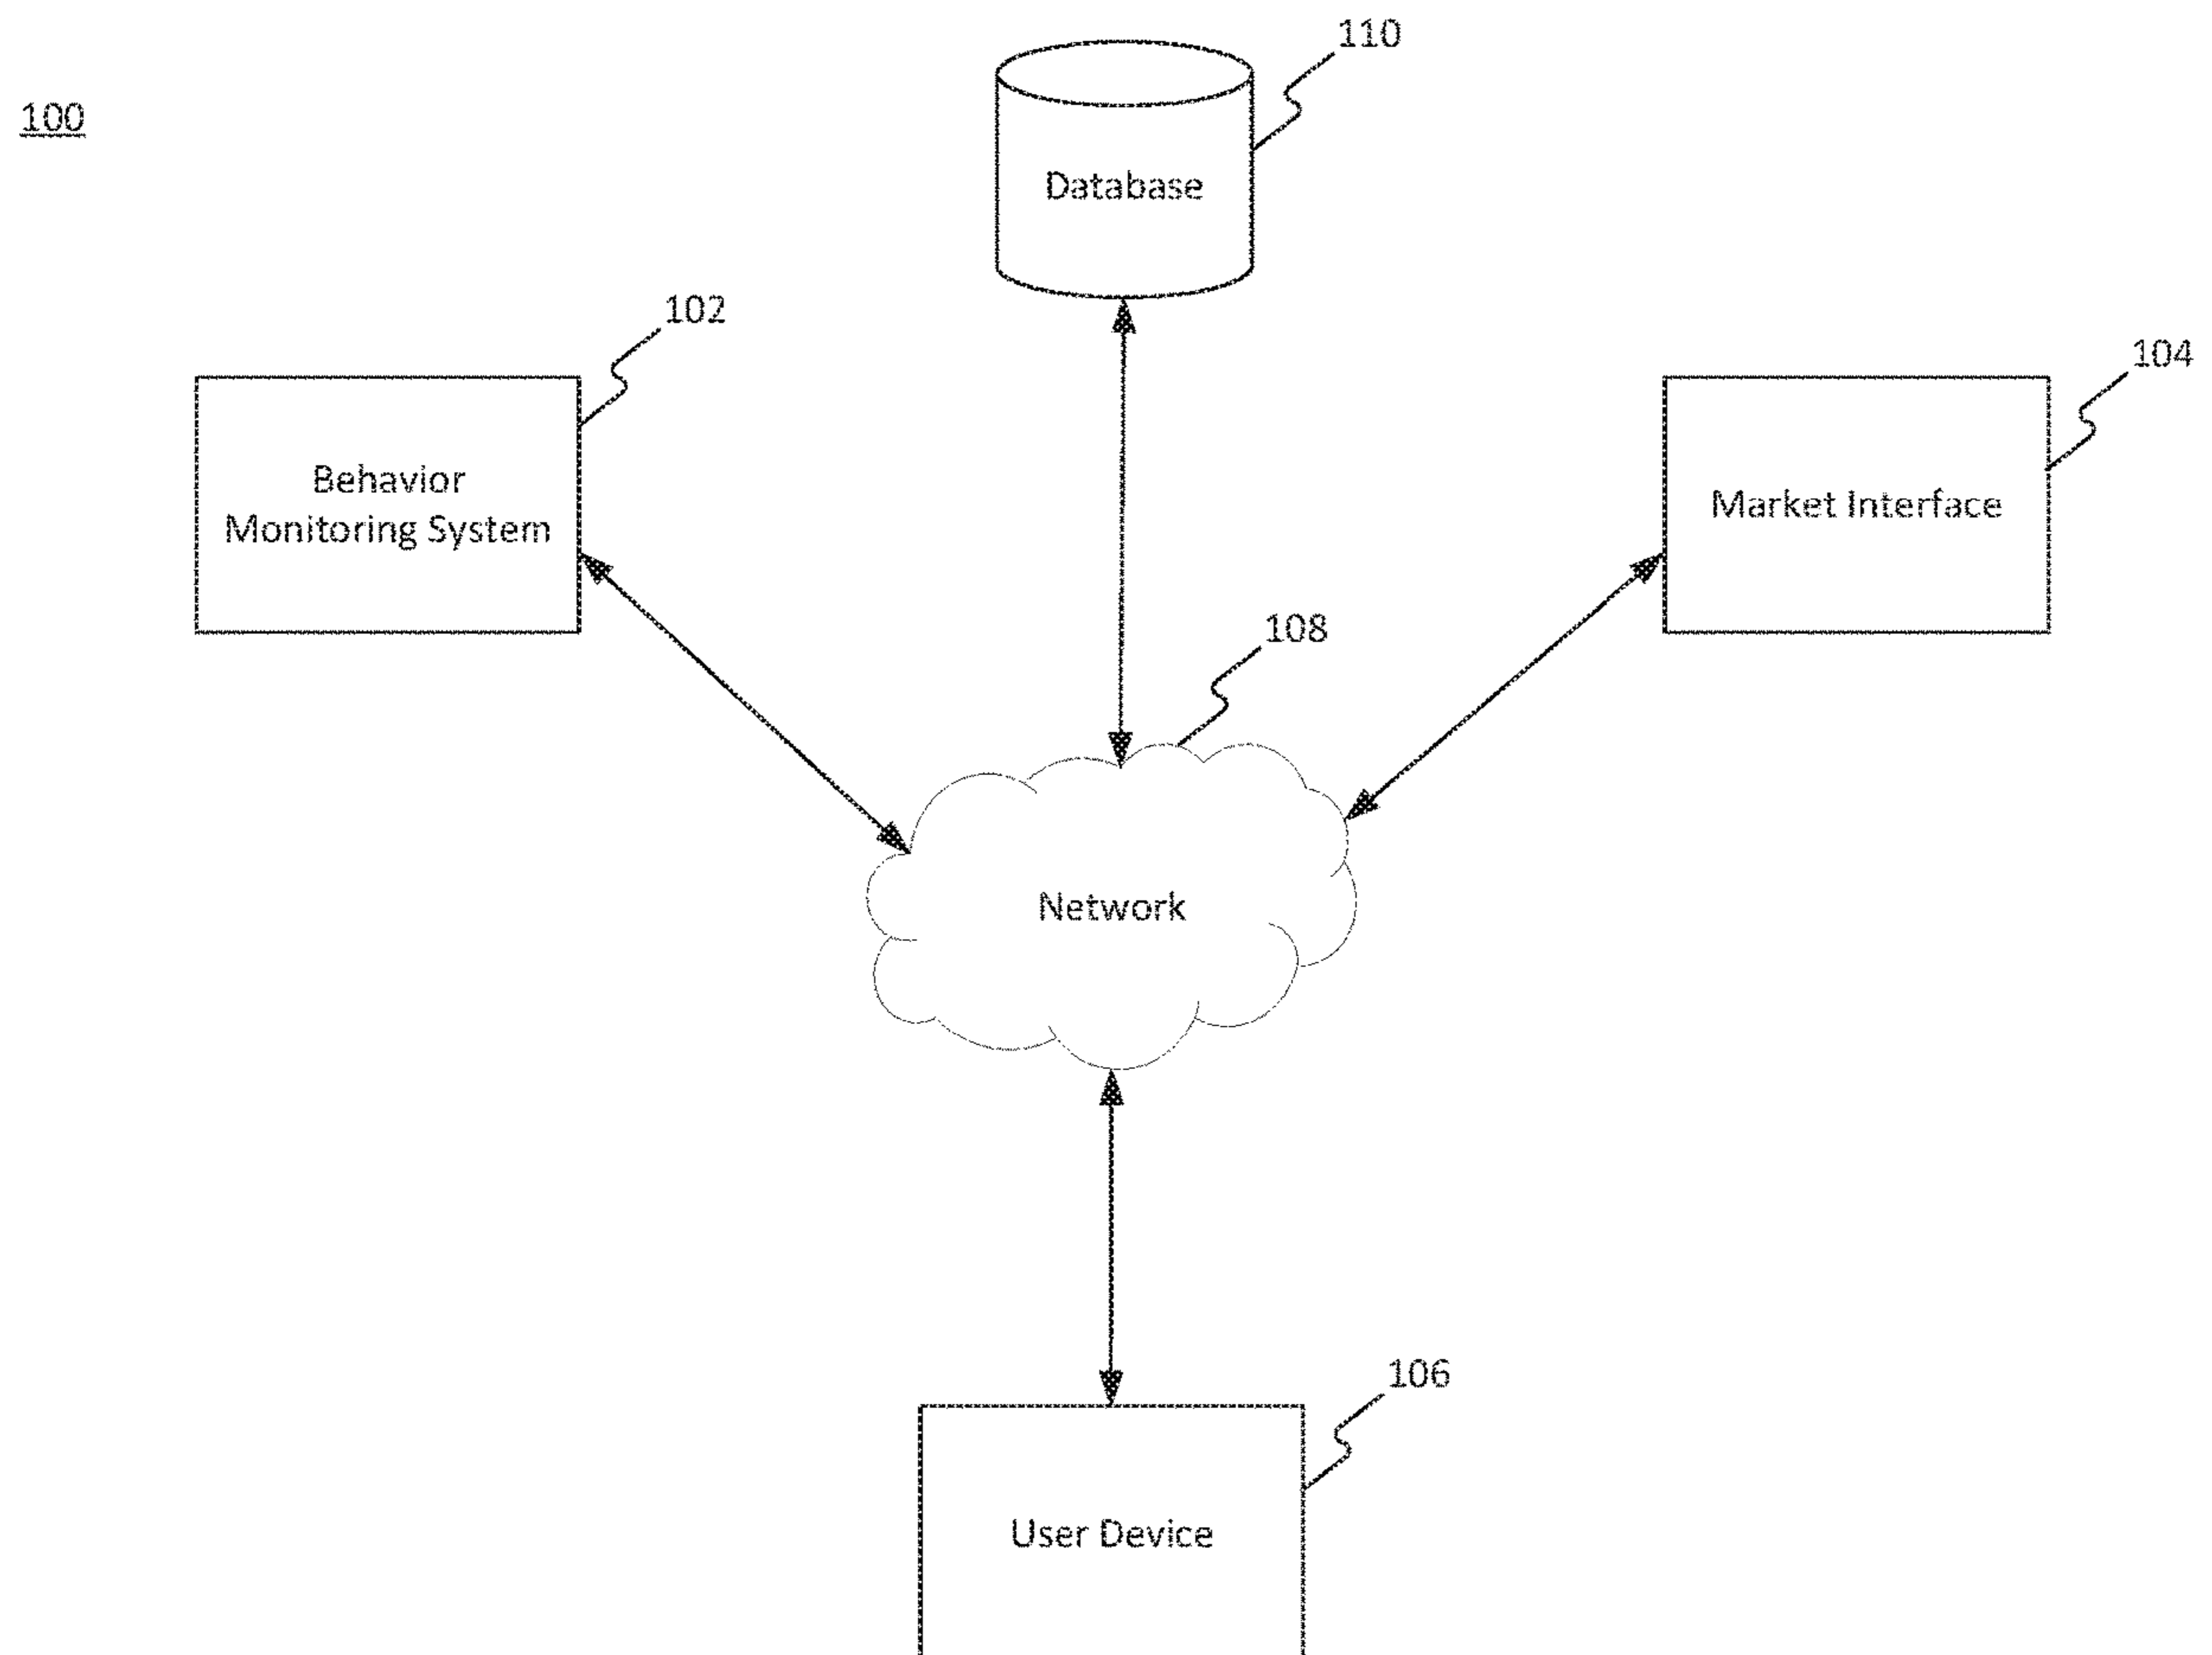 110
100
Database
102
104
Behavior
Monitoring System
Market Interface
108
Network
106
User Device